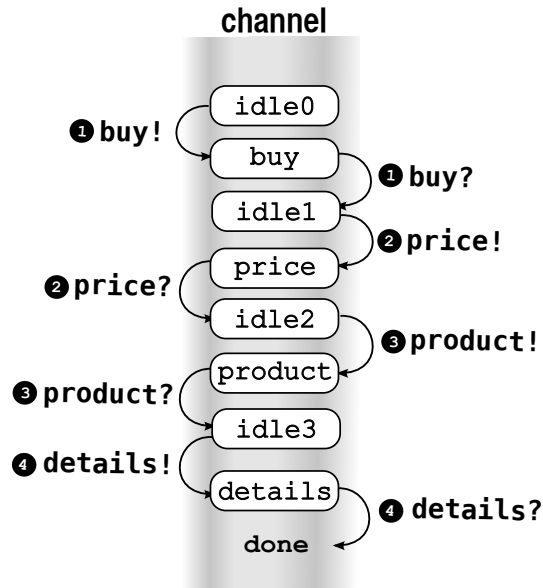 channel
idle0
❶ buy!
buy
❶ buy?
idle1
❷ price!
price
❷ price?
idle2
❸ product!
product
❸ product?
idle3
❹ details!
details
❹ details?
done